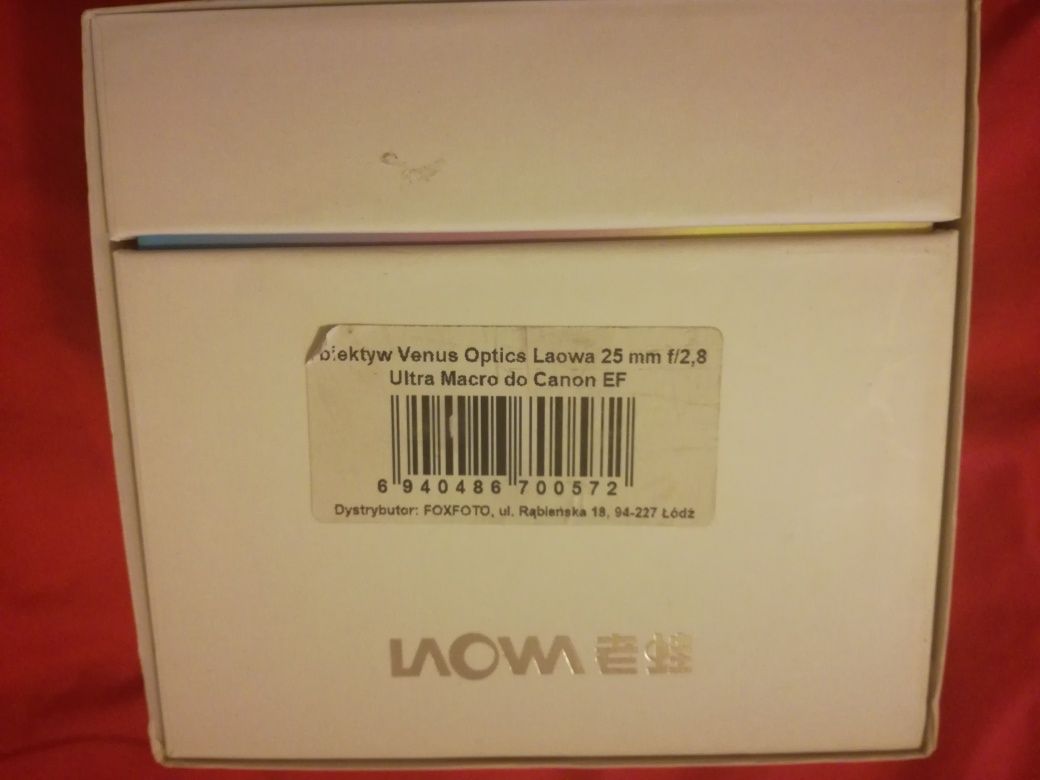 biektyw Venus Optics Laowa 25 mm f/2,8
Ultra Macro do Canon EF
6 940486 700572
Dystrybutor: FOXFOTO, ul. Rąbieńska 18, 94-227 Łódź
LAOWA 老蛙